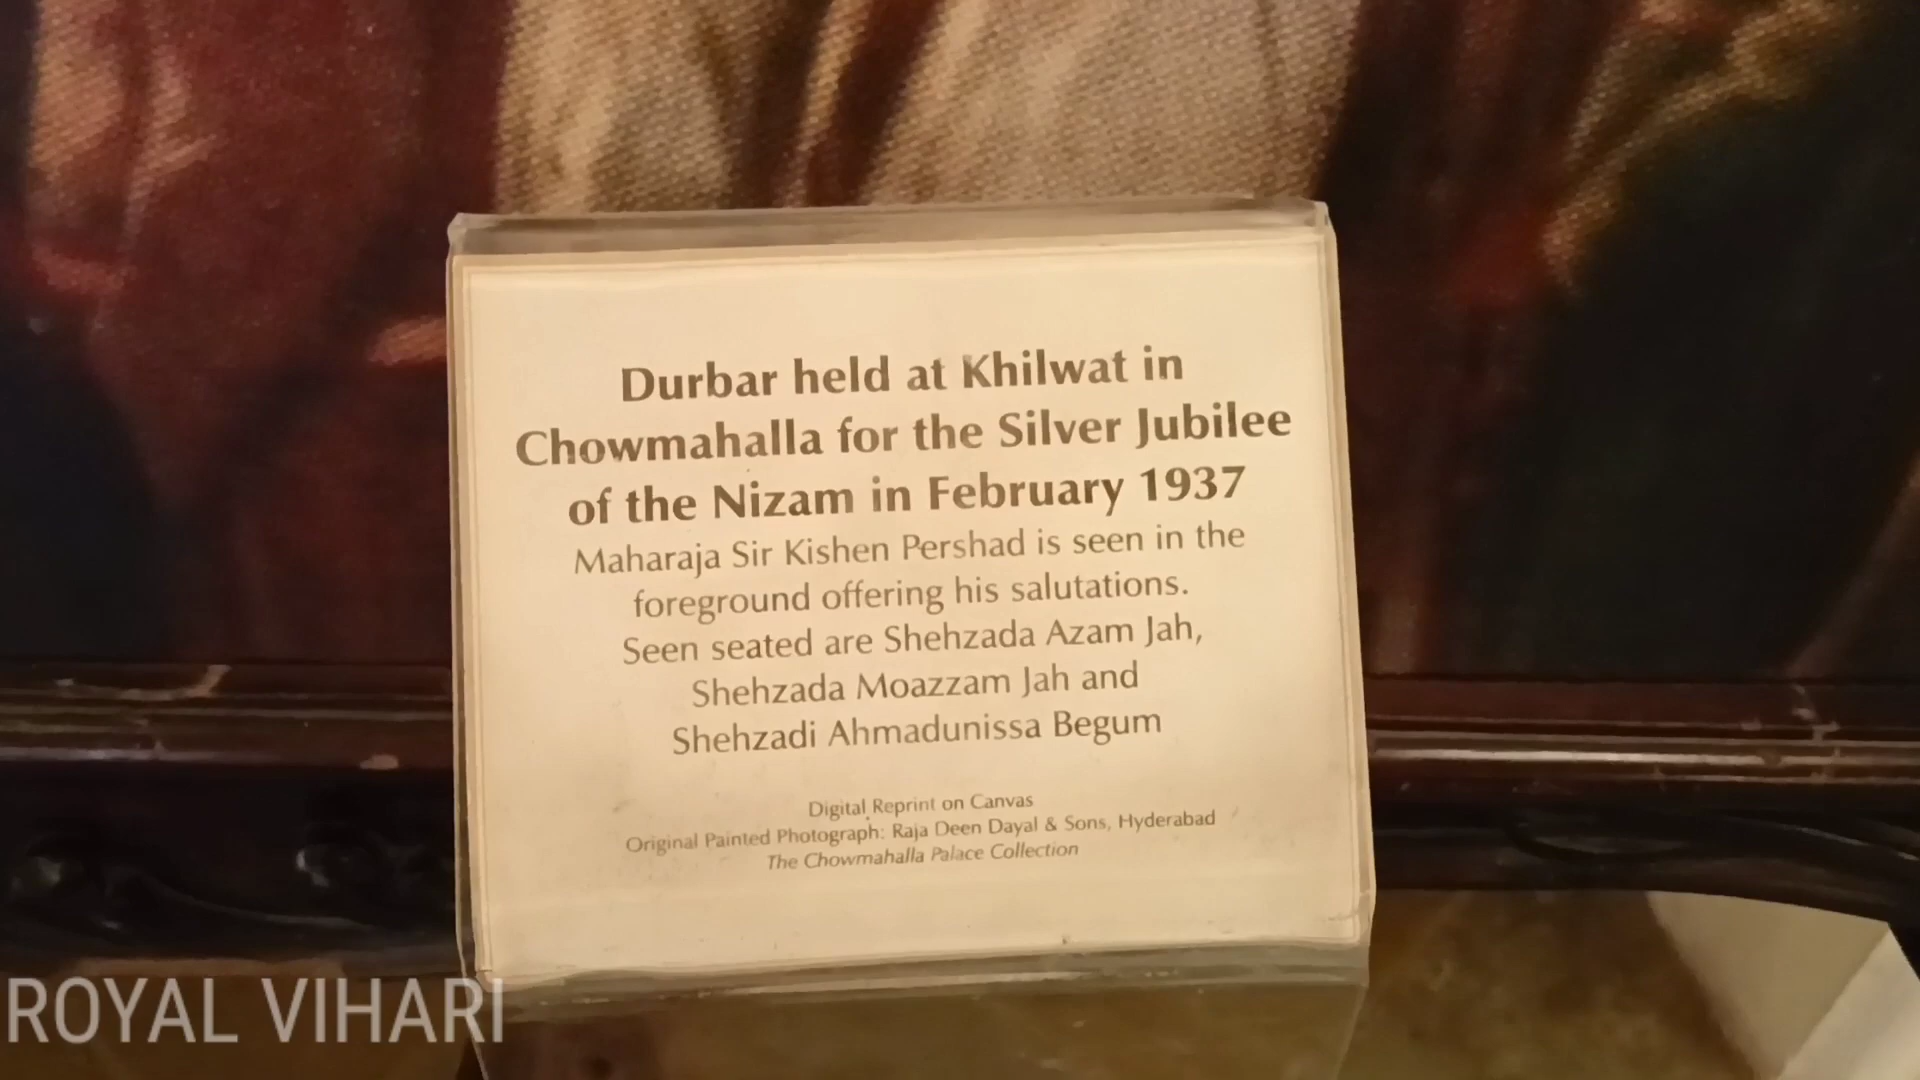 Durbar held at Khilwat in
Chowmahalla for the Silver Jubilee
of the Nizam in February 1937
Maharaja Sir Kishen Pershad is seen in the
foreground offering his salutations.
Seen seated are Shehzada Azam Jah,
Shehzada Moazzam Jah and
Shehzadi Ahmadunissa Begum
Digital Reprint on Canvas
Original Painted Photograph: Raja Deen Dayal & Sons, Hyderabad
The Chowmahalla Palace Collection
ROYAL VIHARI